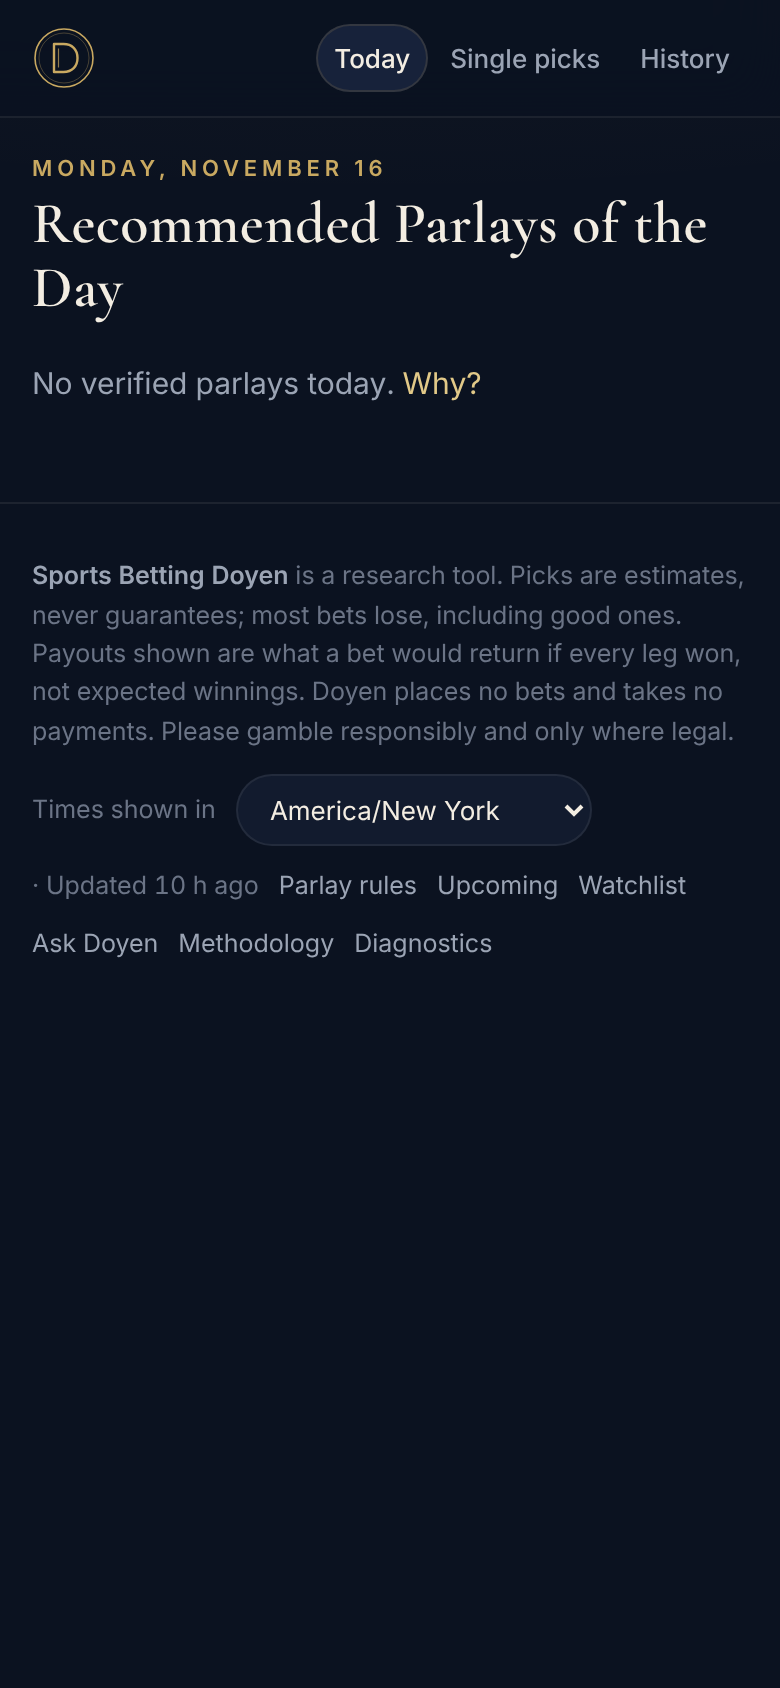 D
Today Single picks History
MONDAY, NOVEMBER 16
Recommended Parlays of the
Day
No verified parlays today. Why?
Sports Betting Doyen is a research tool. Picks are estimates,
never guarantees; most bets lose, including good ones.
Payouts shown are what a bet would return if every leg won,
not expected winnings. Doyen places no bets and takes no
payments. Please gamble responsibly and only where legal.
Times shown in America/New York
· Updated 10 h ago Parlay rules Upcoming Watchlist
Ask Doyen Methodology Diagnostics